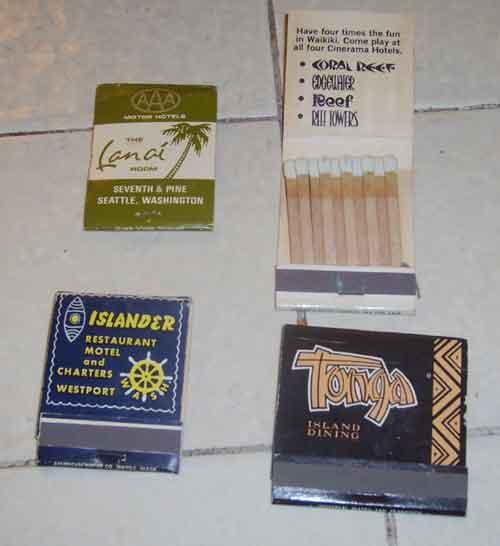 AAA
MOTOR HOTELS
THE
Lanai
ROOM
SEVENTH & PINE
SEATTLE, WASHINGTON
Have four times the fun
in Waikiki. Come play at
all four Cinerama Hotels.
• CORAL REEF
• EDGEWATER
• Reef
• REEF TOWERS
ISLANDER
RESTAURANT
MOTEL
and
CHARTERS
WESTPORT
WASH
Tonga
ISLAND
DINING